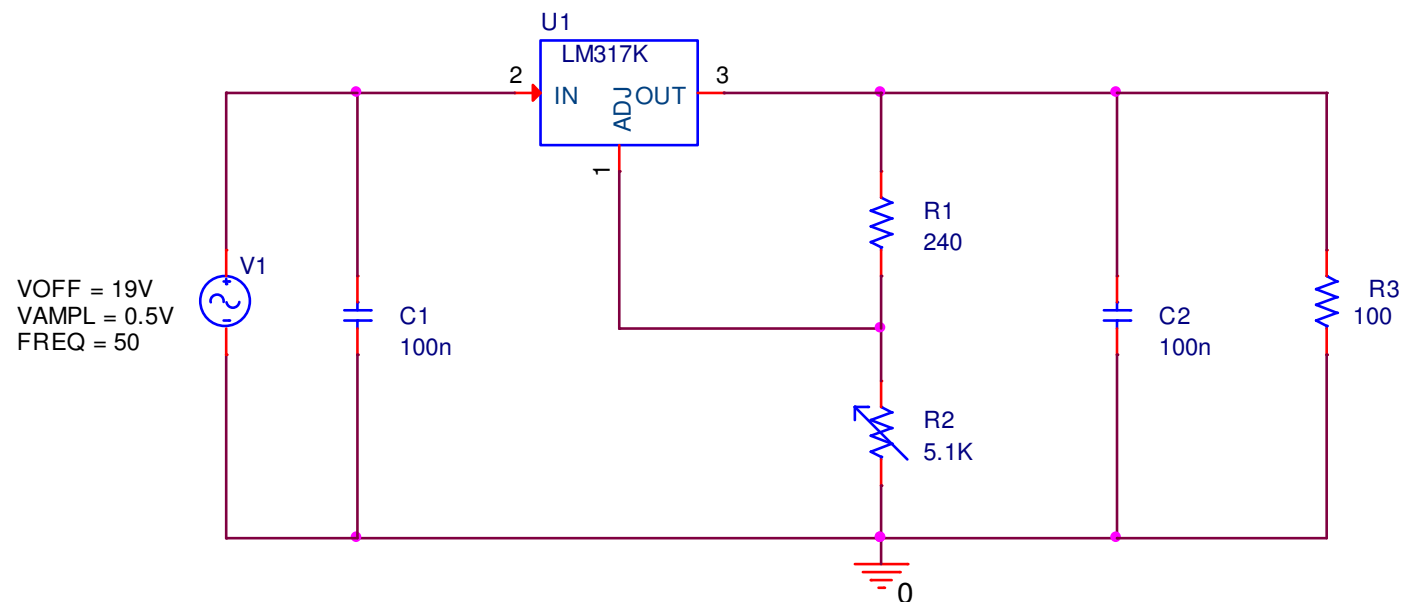 U1
LM317K
2
IN
ADJ
OUT
3
1
R1
240
V1
VOFF = 19V
VAMPL = 0.5V
FREQ = 50
C1
100n
C2
100n
R3
100
R2
5.1K
0